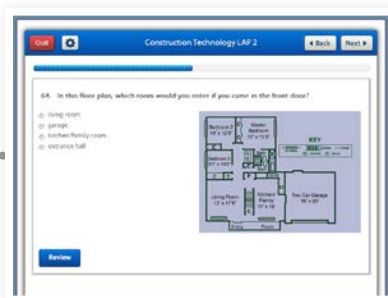 Quit
Construction Technology LAP 2
Back
Next
64. In this floor plan, which room would you enter if you came in the front door?
living room
garage
kitchen/family room
entrance hall
Bedroom 2
Master
Bedroom
KEY
Bedroom 3
Living Room
Kitchen/
Family
Two Car Garage
Entry
Porch
Review